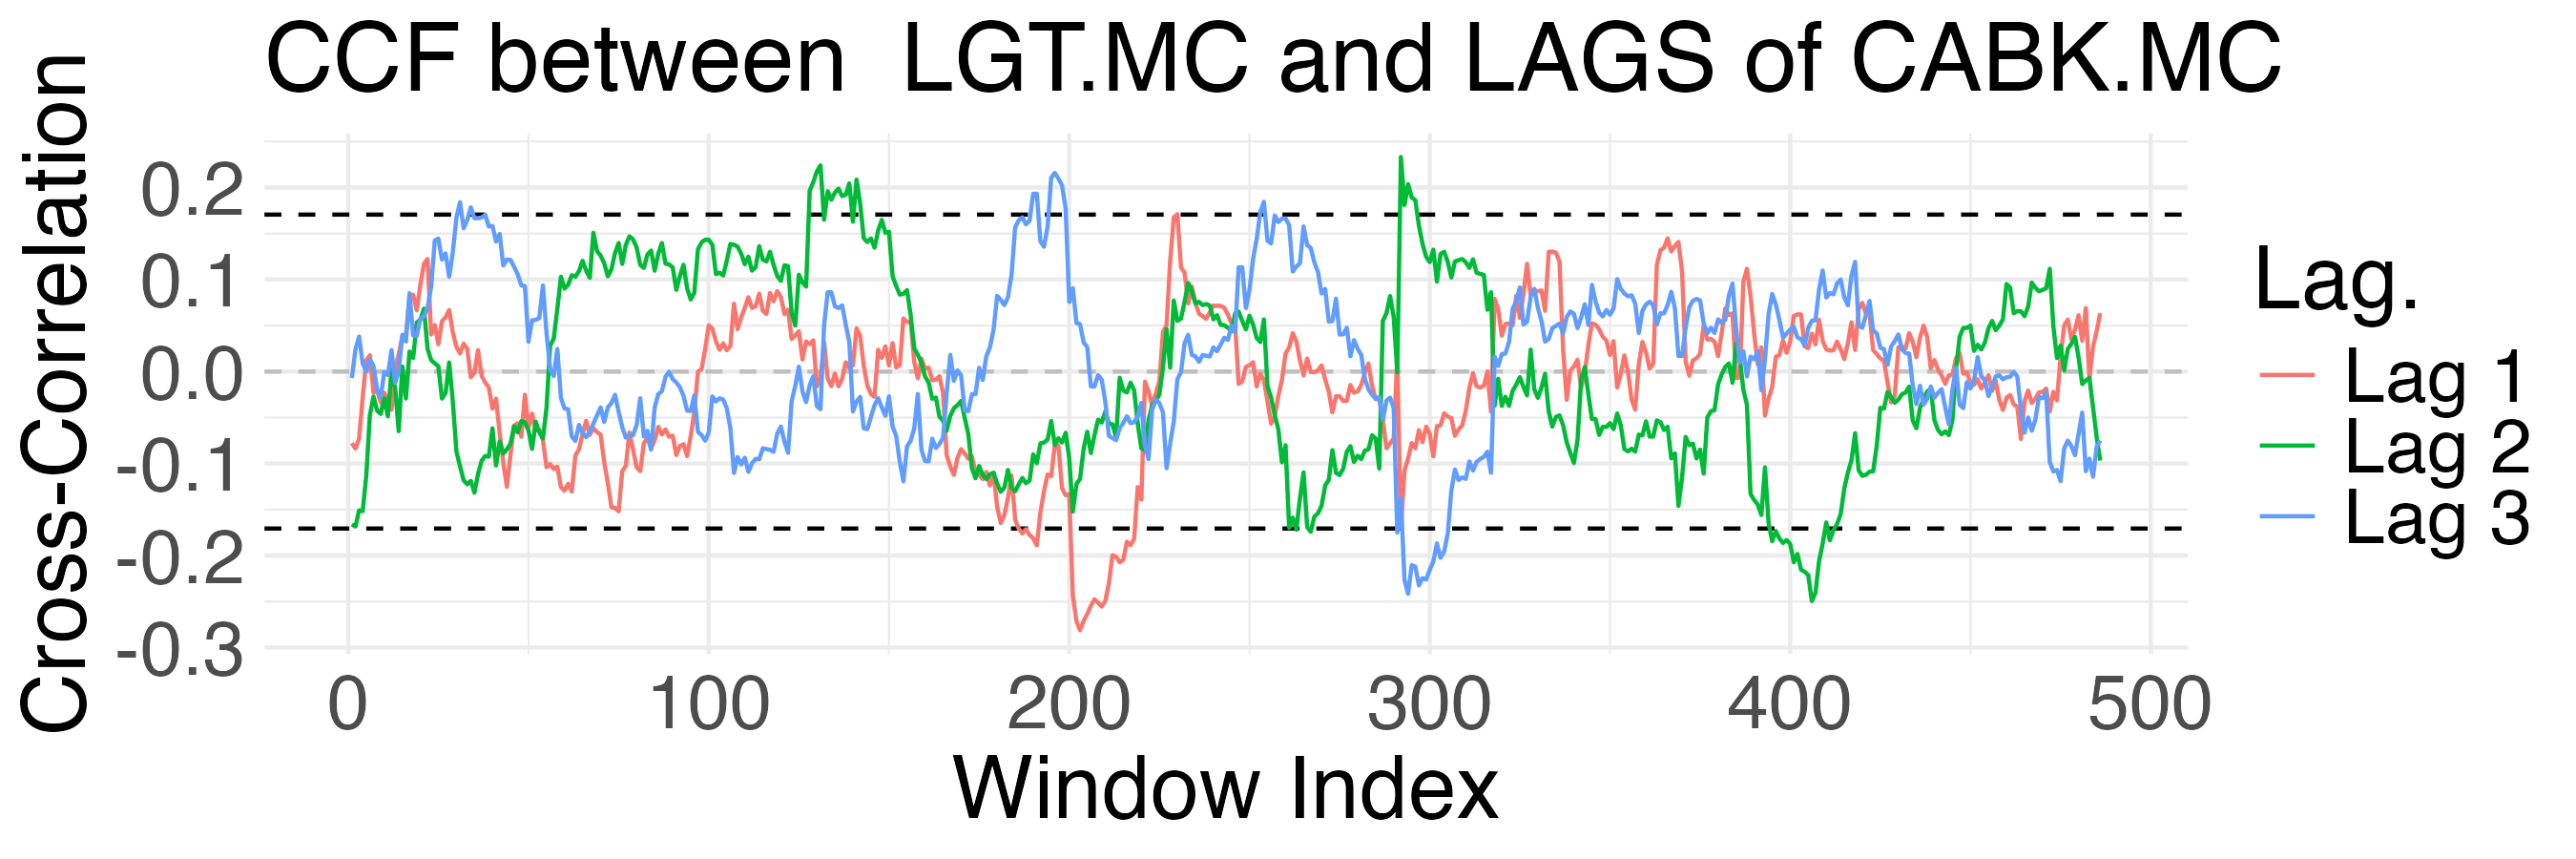 CCF between  LGT.MC and LAGS of CABK.MC
Cross-Correlation
0.2
0.1
0.0
-0.1
-0.2
-0.3
0 100 200 300 400 500
Window Index
Lag.
Lag 1
Lag 2
Lag 3